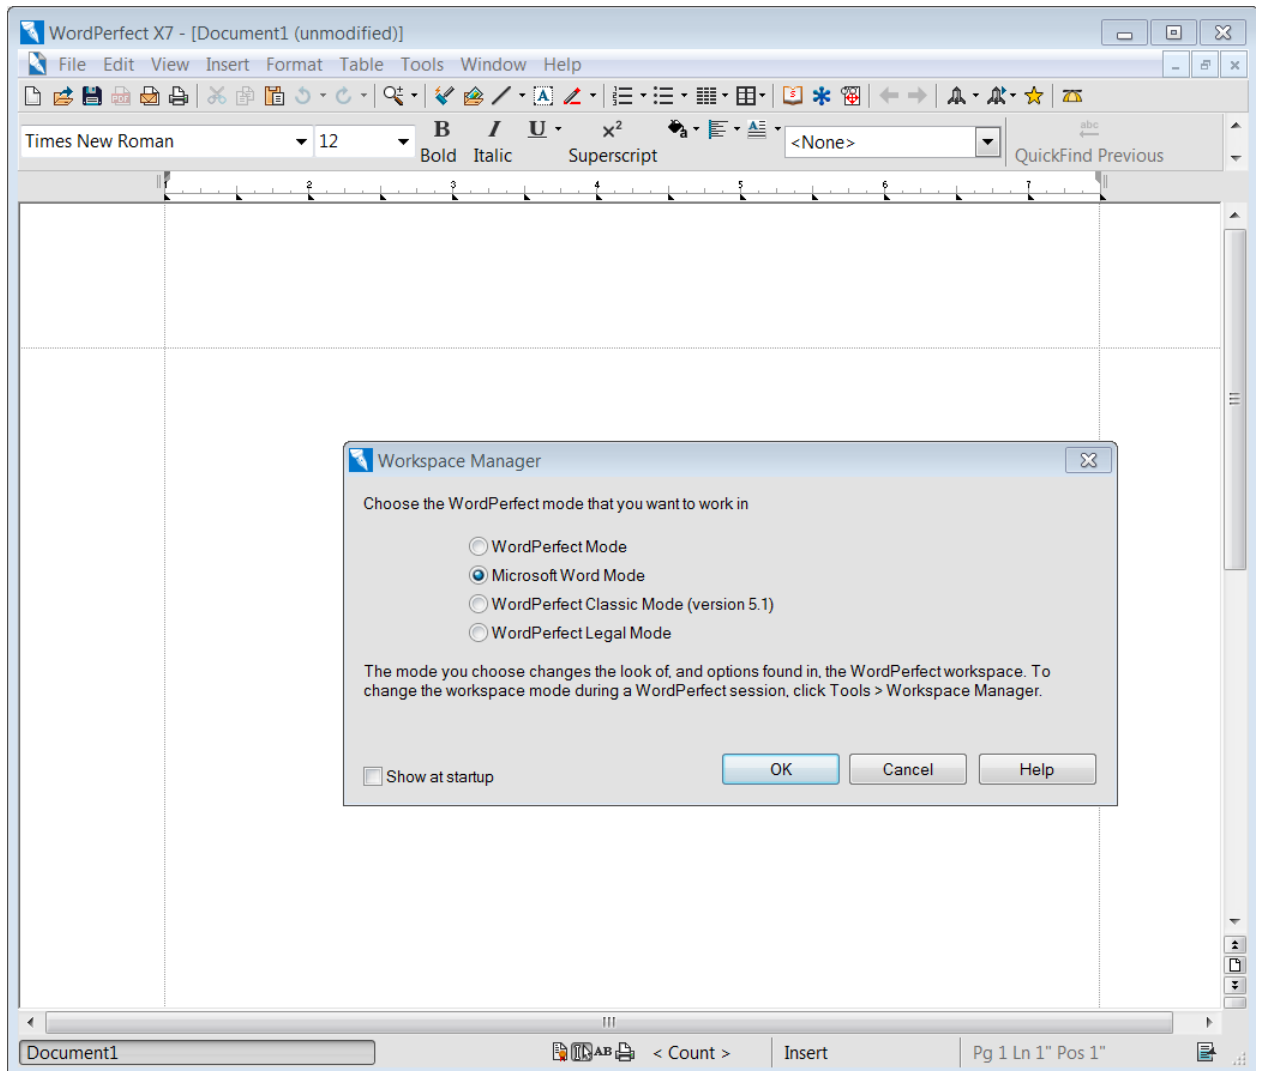 WordPerfect X7 - [Document1 (unmodified)]
File Edit View Insert Format Table Tools Window Help
Times New Roman 12 B Bold I Italic U x² Superscript <None> abc QuickFind Previous
1 2 3 4 5 6 7
Workspace Manager
Choose the WordPerfect mode that you want to work in
WordPerfect Mode
Microsoft Word Mode
WordPerfect Classic Mode (version 5.1)
WordPerfect Legal Mode
The mode you choose changes the look of, and options found in, the WordPerfect workspace. To
change the workspace mode during a WordPerfect session, click Tools > Workspace Manager.
Show at startup OK Cancel Help
Document1 AB < Count > Insert Pg 1 Ln 1" Pos 1"